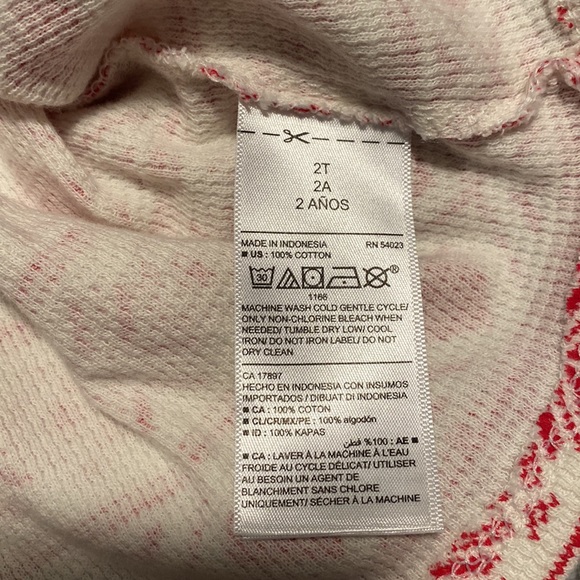 2T
2A
2 AÑOS
MADE IN INDONESIA RN 54023
■ US : 100% COTTON
30 ®
1166
MACHINE WASH COLD GENTLE CYCLE/
ONLY NON-CHLORINE BLEACH WHEN
NEEDED/ TUMBLE DRY LOW/ COOL
IRON/ DO NOT IRON LABEL/ DO NOT
DRY CLEAN
CA 17897
HECHO EN INDONESIA CON INSUMOS
IMPORTADOS / DIBUAT DI INDONESIA
■ CA : 100% COTON
■ CL/CR/MX/PE : 100% algodón
■ ID : 100% KAPAS
■ AE : 100% قطن
■ CA : LAVER À LA MACHINE À L'EAU
FROIDE AU CYCLE DÉLICAT/ UTILISER
AU BESOIN UN AGENT DE
BLANCHIMENT SANS CHLORE
UNIQUEMENT/ SÉCHER À LA MACHINE